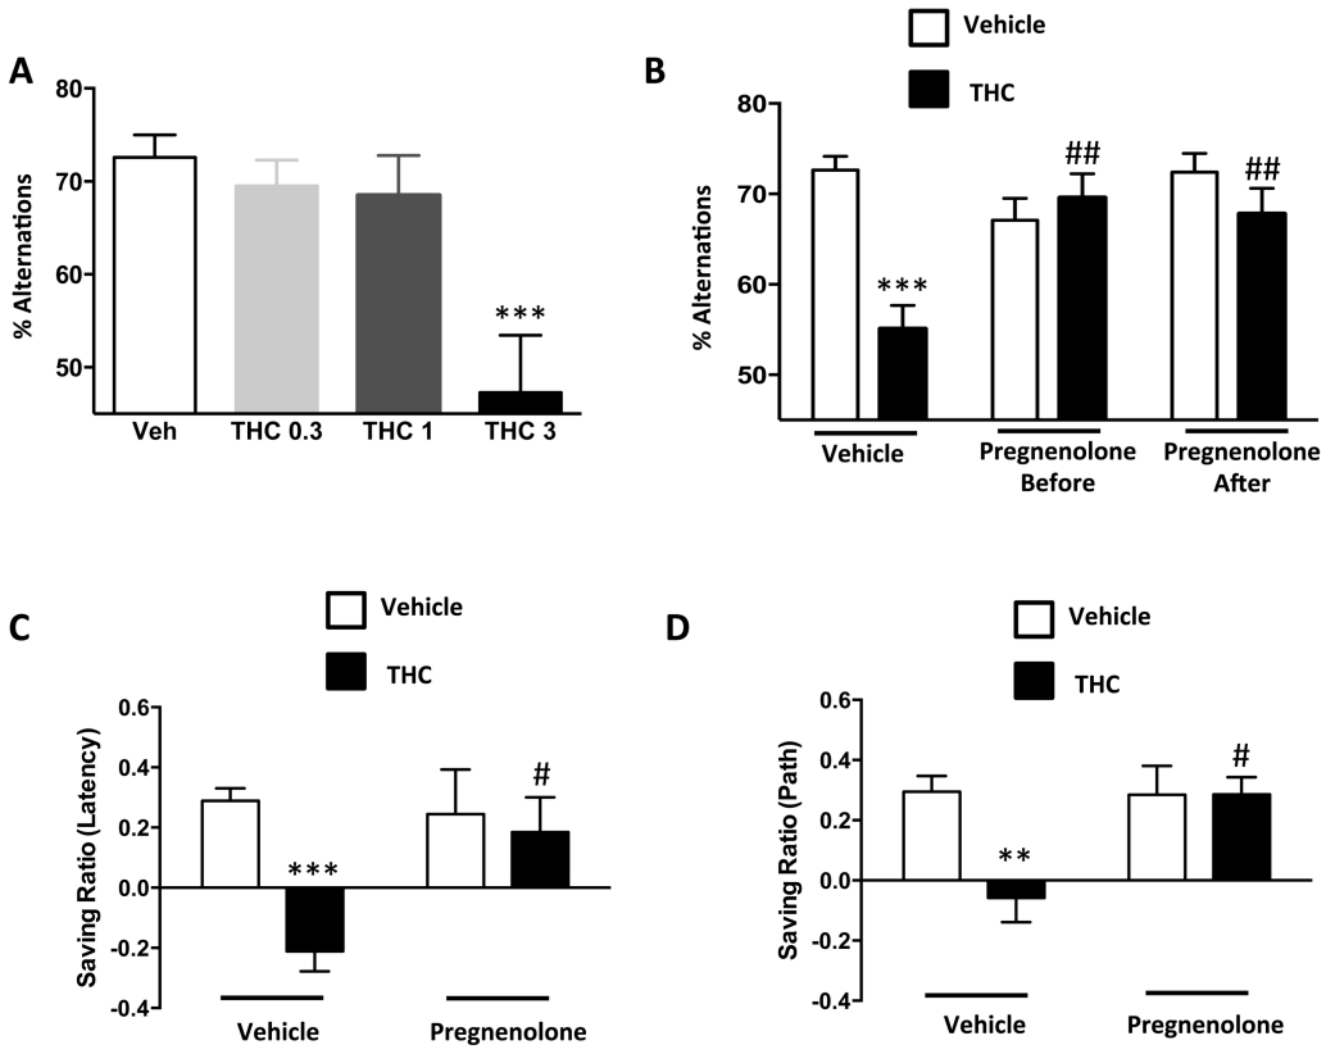 A
80
70
60
50
% Alternations
***
Veh THC 0.3 THC 1 THC 3
B
Vehicle
THC
80
70
60
50
% Alternations
***
##
##
Vehicle
Pregnenolone
Before
Pregnenolone
After
C
Vehicle
THC
0.6
0.4
0.2
0.0
-0.2
-0.4
Saving Ratio (Latency)
***
#
Vehicle Pregnenolone
D
Vehicle
THC
0.6
0.4
0.2
0.0
-0.2
-0.4
Saving Ratio (Path)
**
#
Vehicle Pregnenolone